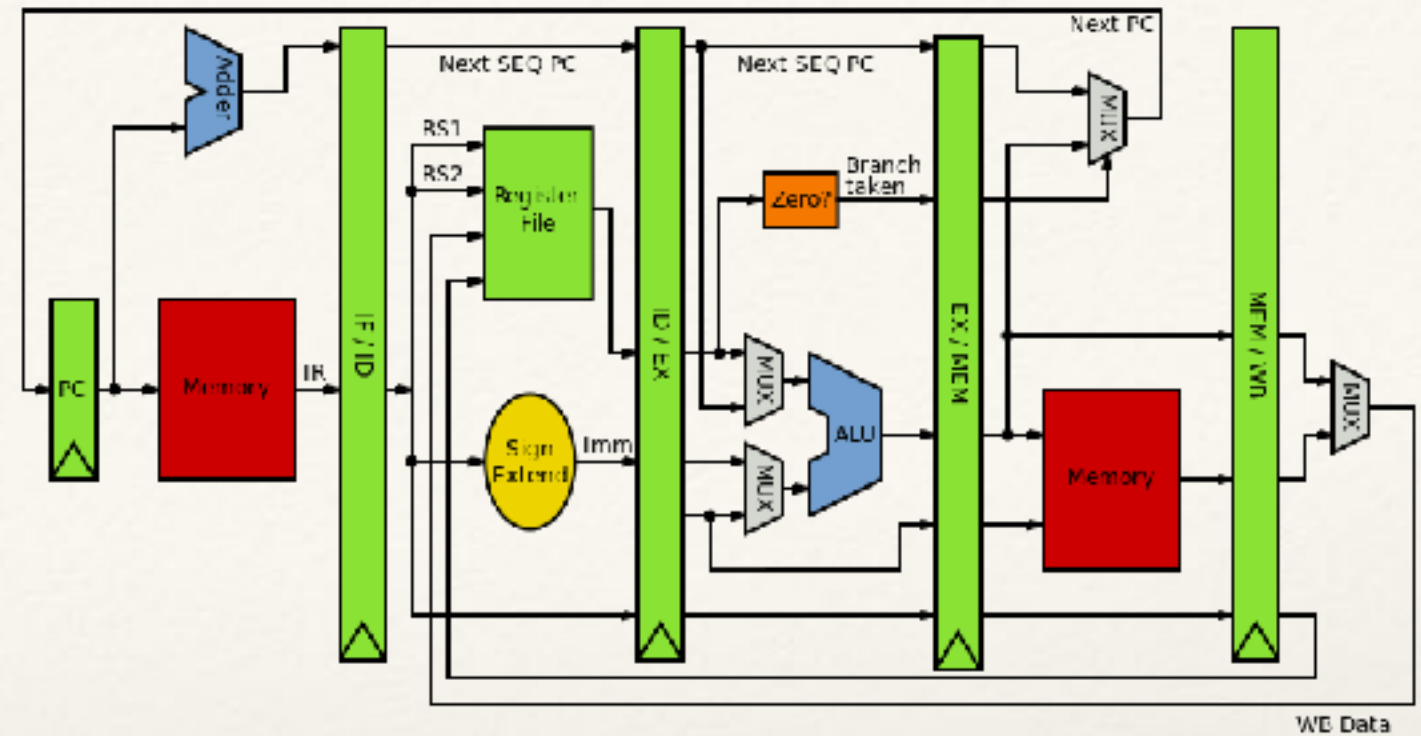 Next PC
Adder
Next SEQ PC
Next SEQ PC
MUX
RS1
RS2
Register
File
Zero?
Branch
taken
PC
Memory
IR
IF / ID
ID / EX
EX / MEM
MEM / WB
MUX
ALU
MUX
Sign
Extend
Imm
MUX
Memory
WB Data